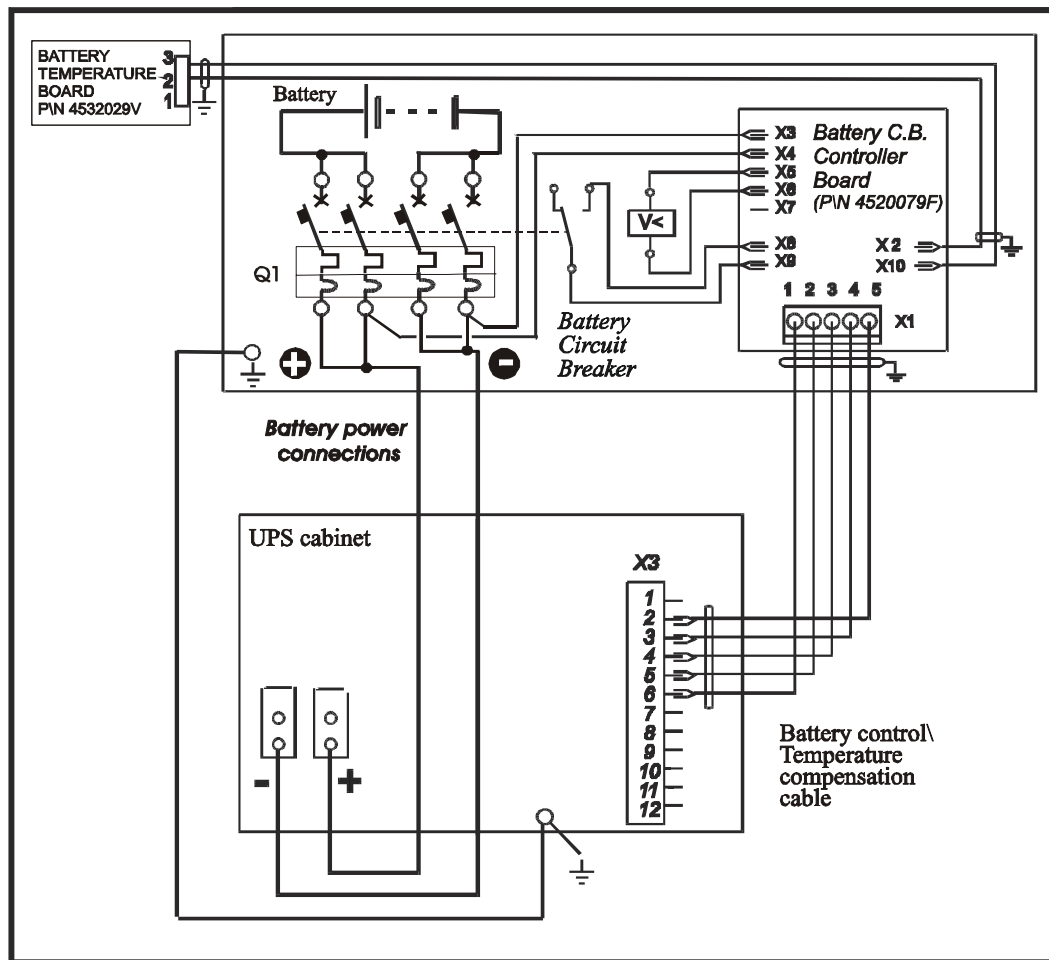 BATTERY
TEMPERATURE
BOARD
P\N 4532029V
3
2
1
Battery
X3
X4
X5
X6
X7
X8
X9
Battery C.B.
Controller
Board
(P\N 4520079F)
X2
X10
1 2 3 4 5
X1
V<
Q1
Battery
Circuit
Breaker
+
-
Battery power
connections
UPS cabinet
X3
1
2
3
4
5
6
7
8
9
10
11
12
-
+
Battery control\
Temperature
compensation
cable